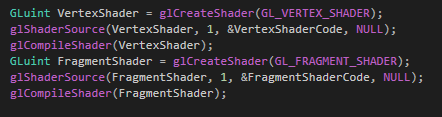 GLuint VertexShader = glCreateShader(GL_VERTEX_SHADER);
glShaderSource(VertexShader, 1, &VertexShaderCode, NULL);
glCompileShader(VertexShader);
GLuint FragmentShader = glCreateShader(GL_FRAGMENT_SHADER);
glShaderSource(FragmentShader, 1, &FragmentShaderCode, NULL);
glCompileShader(FragmentShader);